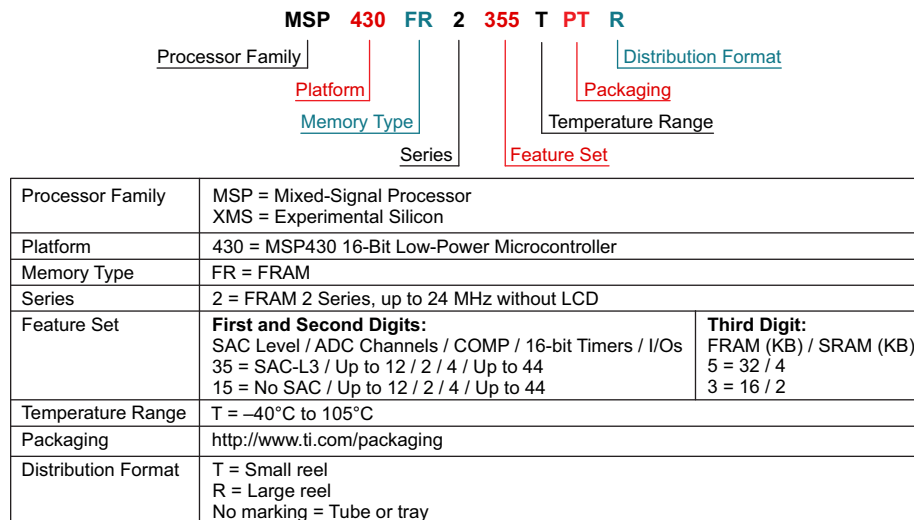 MSP 430 FR 2 355 T PT R
Processor Family
Distribution Format
Platform
Packaging
Memory Type
Temperature Range
Series
Feature Set
Processor Family
MSP = Mixed-Signal Processor
XMS = Experimental Silicon
Platform
430 = MSP430 16-Bit Low-Power Microcontroller
Memory Type
FR = FRAM
Series
2 = FRAM 2 Series, up to 24 MHz without LCD
Feature Set
First and Second Digits:
SAC Level / ADC Channels / COMP / 16-bit Timers / I/Os
35 = SAC-L3 / Up to 12 / 2 / 4 / Up to 44
15 = No SAC / Up to 12 / 2 / 4 / Up to 44
Third Digit:
FRAM (KB) / SRAM (KB)
5 = 32 / 4
3 = 16 / 2
Temperature Range
T = –40°C to 105°C
Packaging
http://www.ti.com/packaging
Distribution Format
T = Small reel
R = Large reel
No marking = Tube or tray